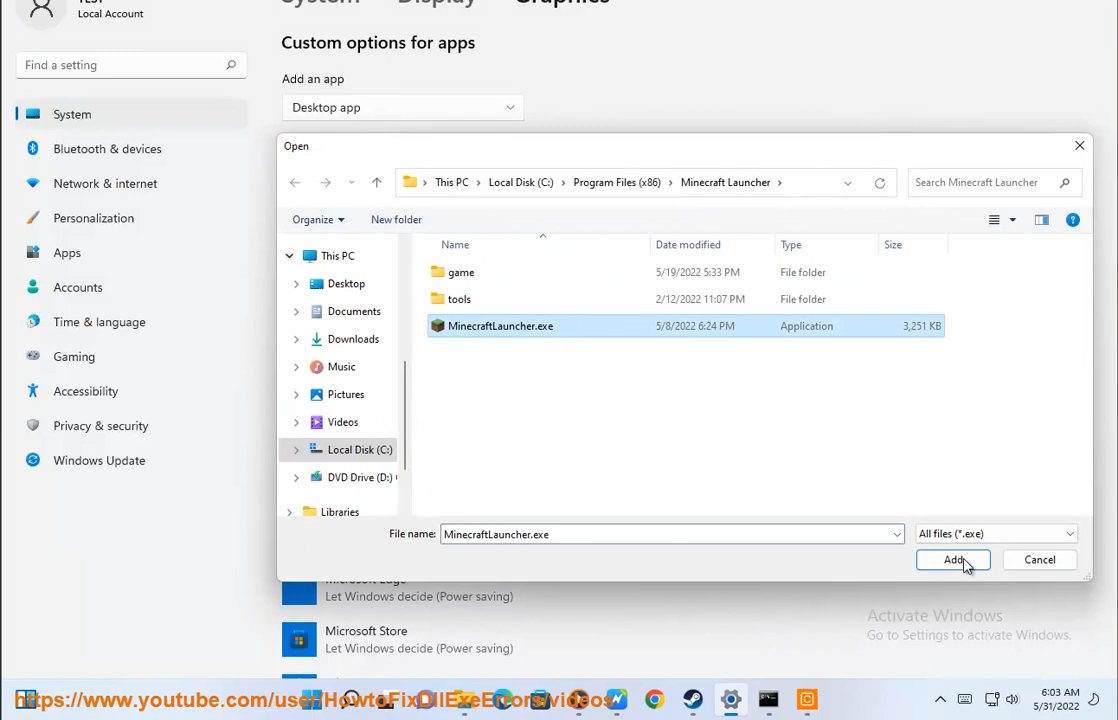 TEST
Local Account
System Display Graphics
Find a setting
Custom options for apps
Add an app
Desktop app
System
Bluetooth & devices
Network & internet
Personalization
Apps
Accounts
Time & language
Gaming
Accessibility
Privacy & security
Windows Update
Open
This PC > Local Disk (C:) > Program Files (x86) > Minecraft Launcher >
Search Minecraft Launcher
Organize
New folder
Name Date modified Type Size
This PC
Desktop
Documents
Downloads
Music
Pictures
Videos
Local Disk (C:)
DVD Drive (D:)
Libraries
game 5/19/2022 5:33 PM File folder
tools 2/12/2022 11:07 PM File folder
MinecraftLauncher.exe 5/8/2022 6:24 PM Application 3,251 KB
File name: MinecraftLauncher.exe
All files (*.exe)
Add
Cancel
Microsoft Edge
Let Windows decide (Power saving)
Microsoft Store
Let Windows decide (Power saving)
Activate Windows
Go to Settings to activate Windows.
https://www.youtube.com/user/HowtoFixDllExeErrors/videos
6:03 AM
5/31/2022